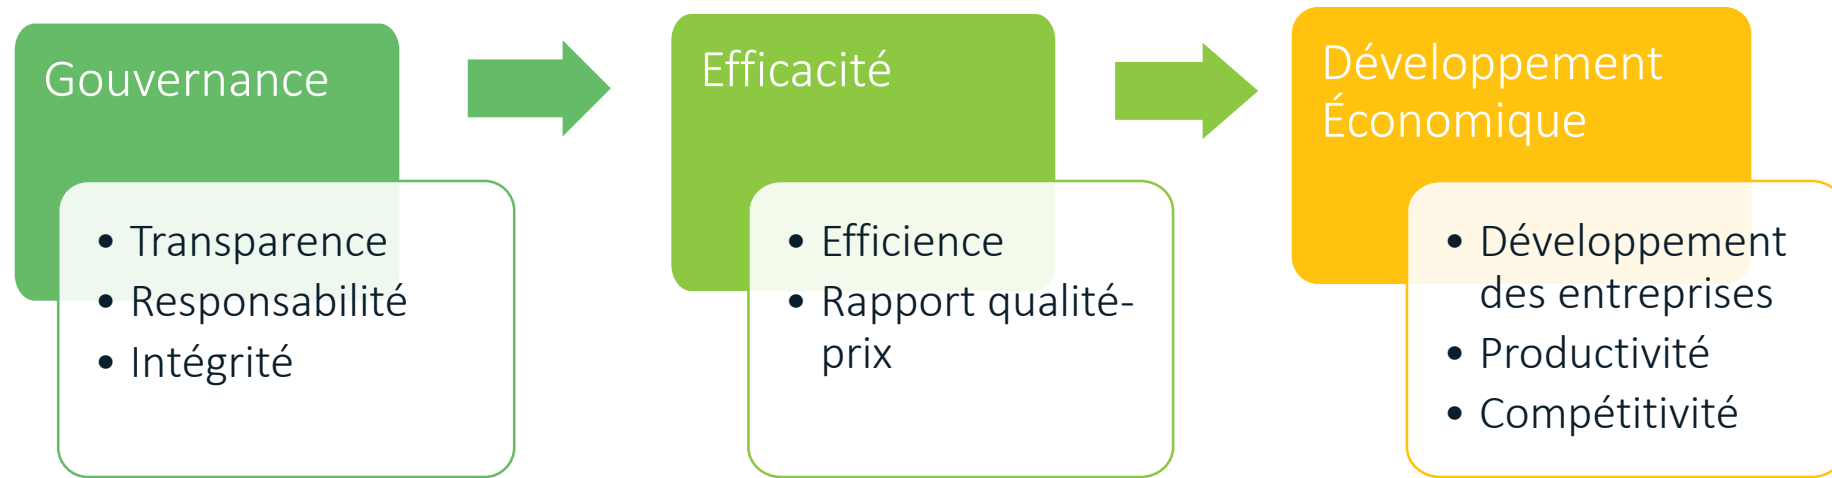 Gouvernance
• Transparence
• Responsabilité
• Intégrité
Efficacité
• Efficience
• Rapport qualité-
prix
Développement
Économique
• Développement
des entreprises
• Productivité
• Compétitivité